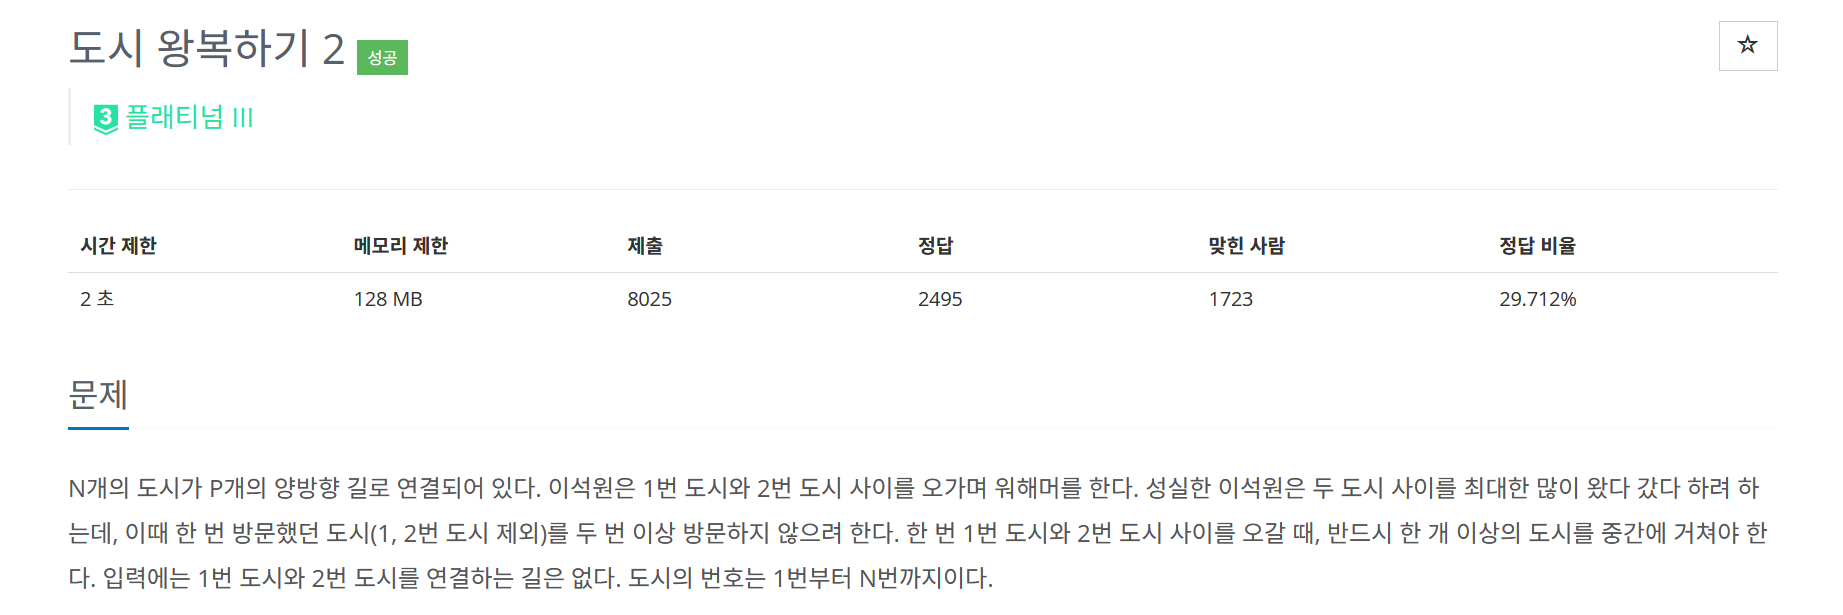 도시 왕복하기 2 성공
3 플래티넘 III
시간 제한 메모리 제한 제출 정답 맞힌 사람 정답 비율
2 초 128 MB 8025 2495 1723 29.712%
문제
N개의 도시가 P개의 양방향 길로 연결되어 있다. 이석원은 1번 도시와 2번 도시 사이를 오가며 워해머를 한다. 성실한 이석원은 두 도시 사이를 최대한 많이 왔다 갔다 하려 하
는데, 이때 한 번 방문했던 도시(1, 2번 도시 제외)를 두 번 이상 방문하지 않으려 한다. 한 번 1번 도시와 2번 도시 사이를 오갈 때, 반드시 한 개 이상의 도시를 중간에 거쳐야 한
다. 입력에는 1번 도시와 2번 도시를 연결하는 길은 없다. 도시의 번호는 1번부터 N번까지이다.